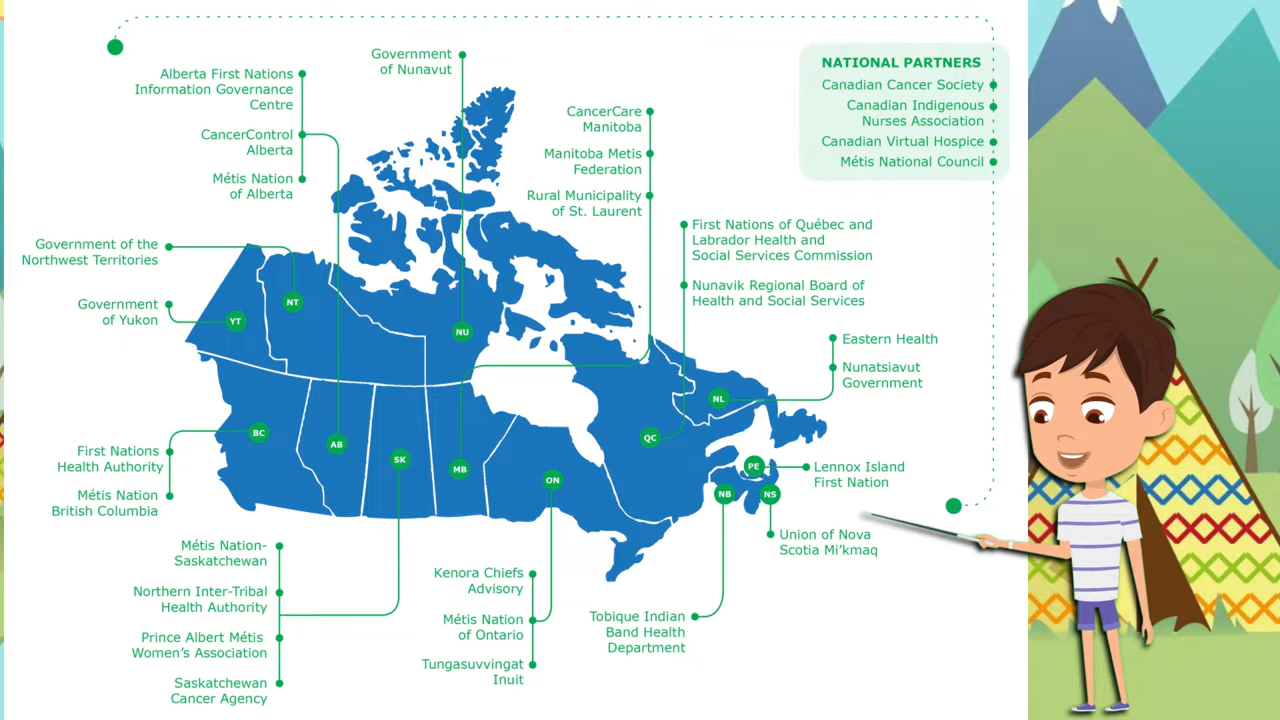 Government
of Nunavut
Alberta First Nations
Information Governance
Centre
CancerControl
Alberta
Métis Nation
of Alberta
CancerCare
Manitoba
Manitoba Metis
Federation
Rural Municipality
of St. Laurent
NATIONAL PARTNERS
Canadian Cancer Society
Canadian Indigenous
Nurses Association
Canadian Virtual Hospice
Métis National Council
First Nations of Québec and
Labrador Health and
Social Services Commission
Nunavik Regional Board of
Health and Social Services
Government of the
Northwest Territories
Government
of Yukon
NT
YT
NU
Eastern Health
Nunatsiavut
Government
NL
BC
AB
SK
MB
ON
QC
PE
NB
NS
First Nations
Health Authority
Métis Nation
British Columbia
Lennox Island
First Nation
Union of Nova
Scotia Mi’kmaq
Métis Nation-
Saskatchewan
Northern Inter-Tribal
Health Authority
Prince Albert Métis
Women’s Association
Saskatchewan
Cancer Agency
Kenora Chiefs
Advisory
Métis Nation
of Ontario
Tungasuvvingat
Inuit
Tobique Indian
Band Health
Department